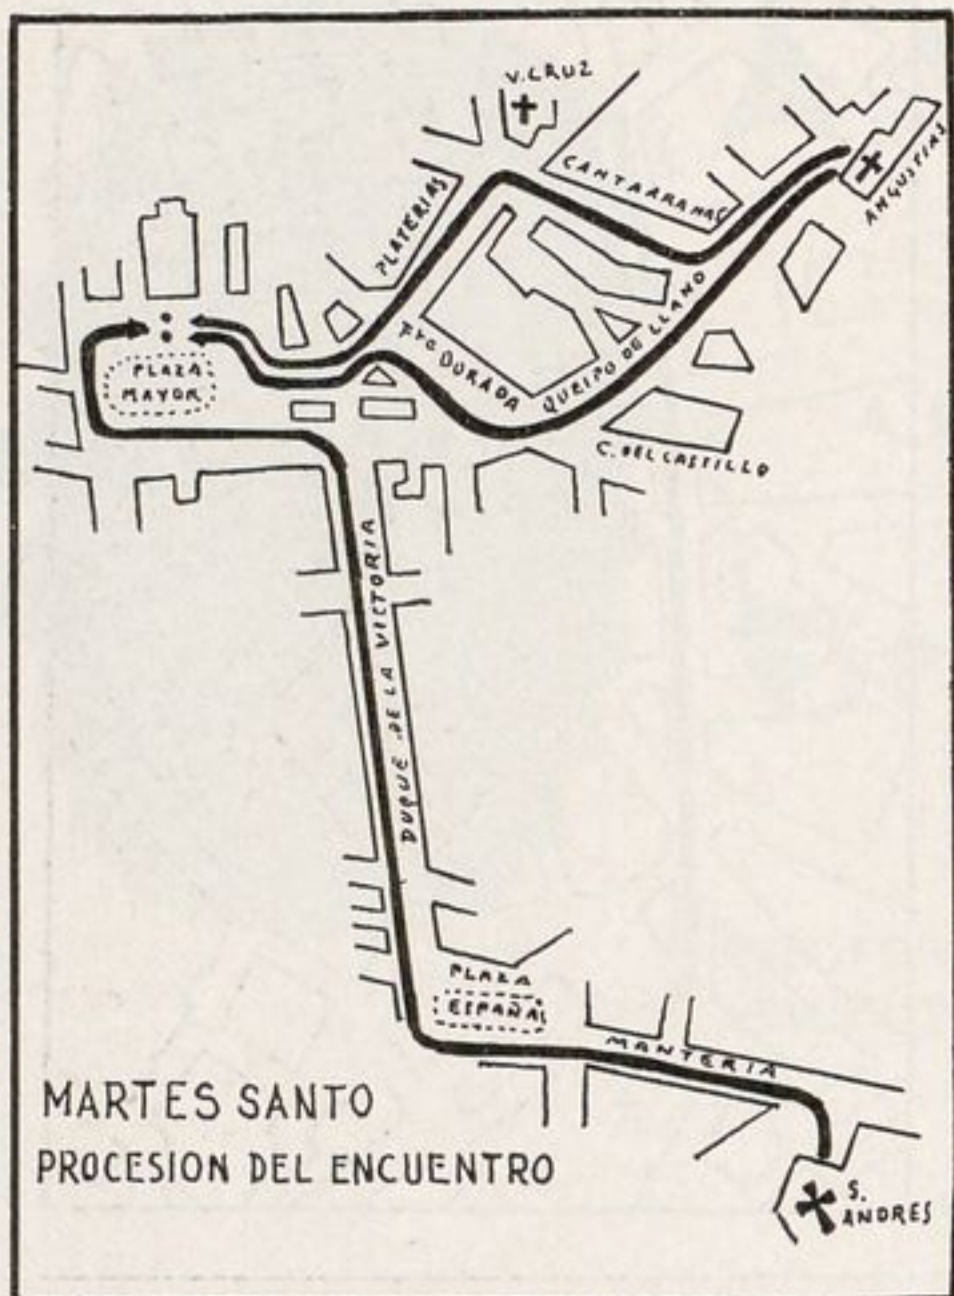 V. CRUZ
CANTARRANAS
ANGUSTIAS
PLATERIAS
Fte DORADA
QUEIPO DE LLANO
PLAZA
MAYOR
C. DEL CASTILLO
DUQUE DE LA VICTORIA
PLAZA
ESPAÑA
MANTERIA
MARTES SANTO
PROCESION DEL ENCUENTRO
S.
ANDRES